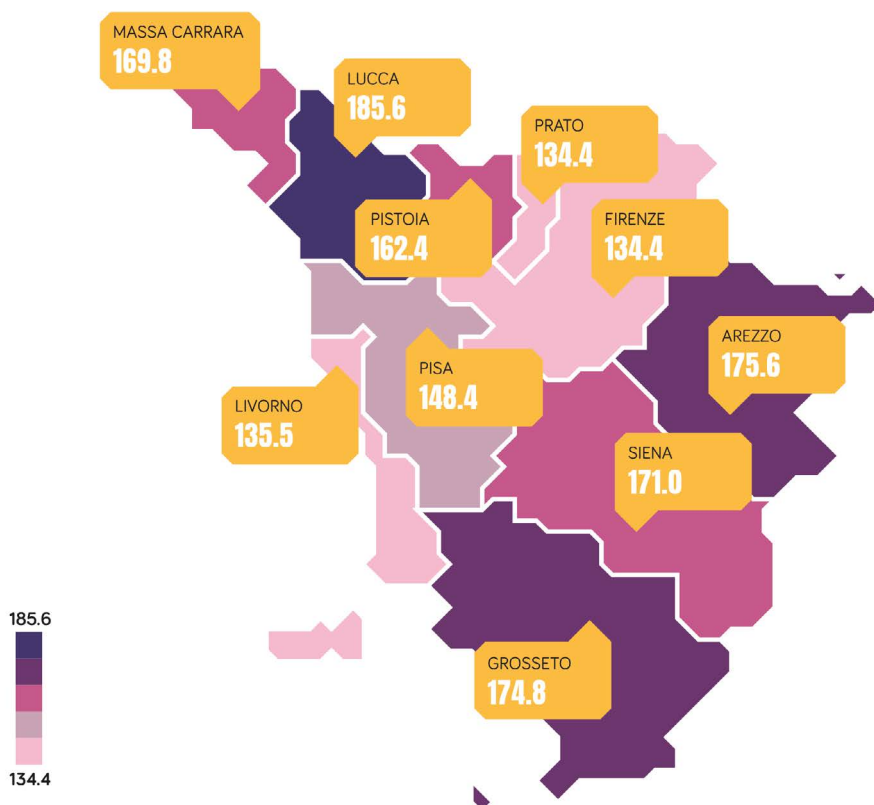 MASSA CARRARA
169.8
LUCCA
185.6
PRATO
134.4
PISTOIA
162.4
FIRENZE
134.4
AREZZO
175.6
PISA
148.4
LIVORNO
135.5
SIENA
171.0
GROSSETO
174.8
185.6
134.4